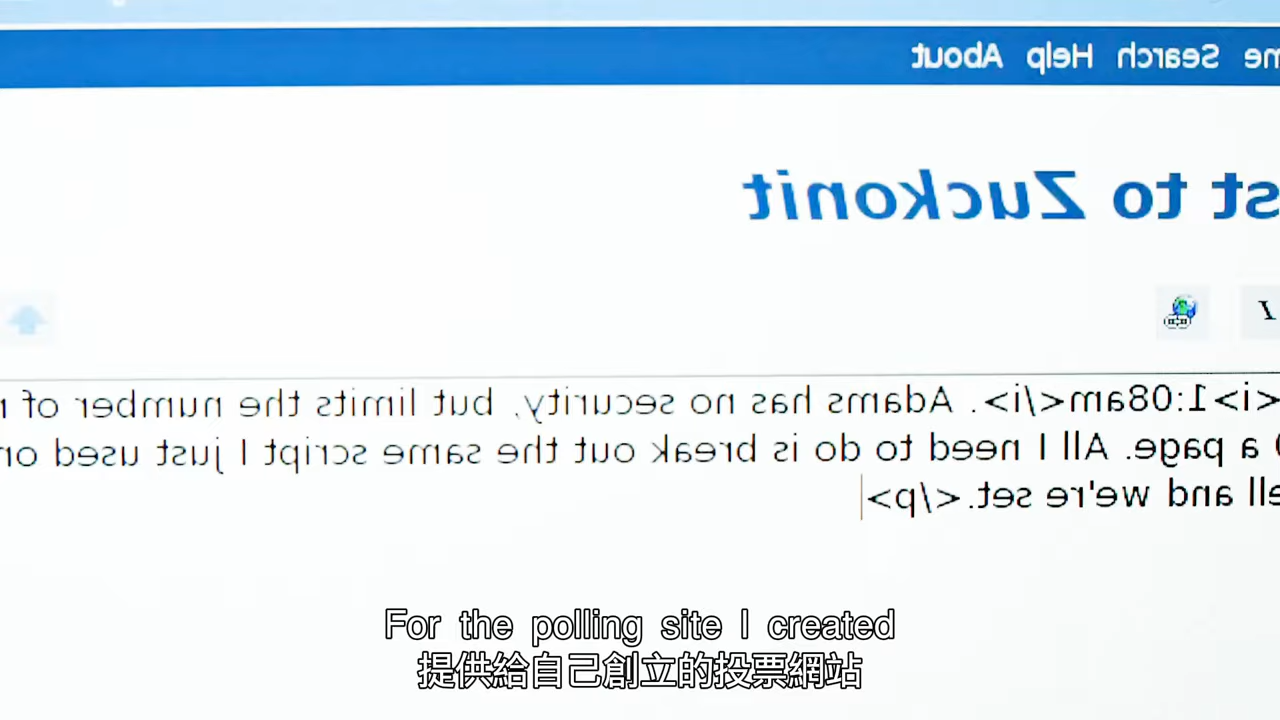 me Search Help About
st to Zuckonit
I
<i>1:08am</i>. Adams has no security, but limits the number of
a page. All I need to do is break out the same script I just used on
ell and we're set.</p>
For the polling site I created
提供給自己創立的投票網站